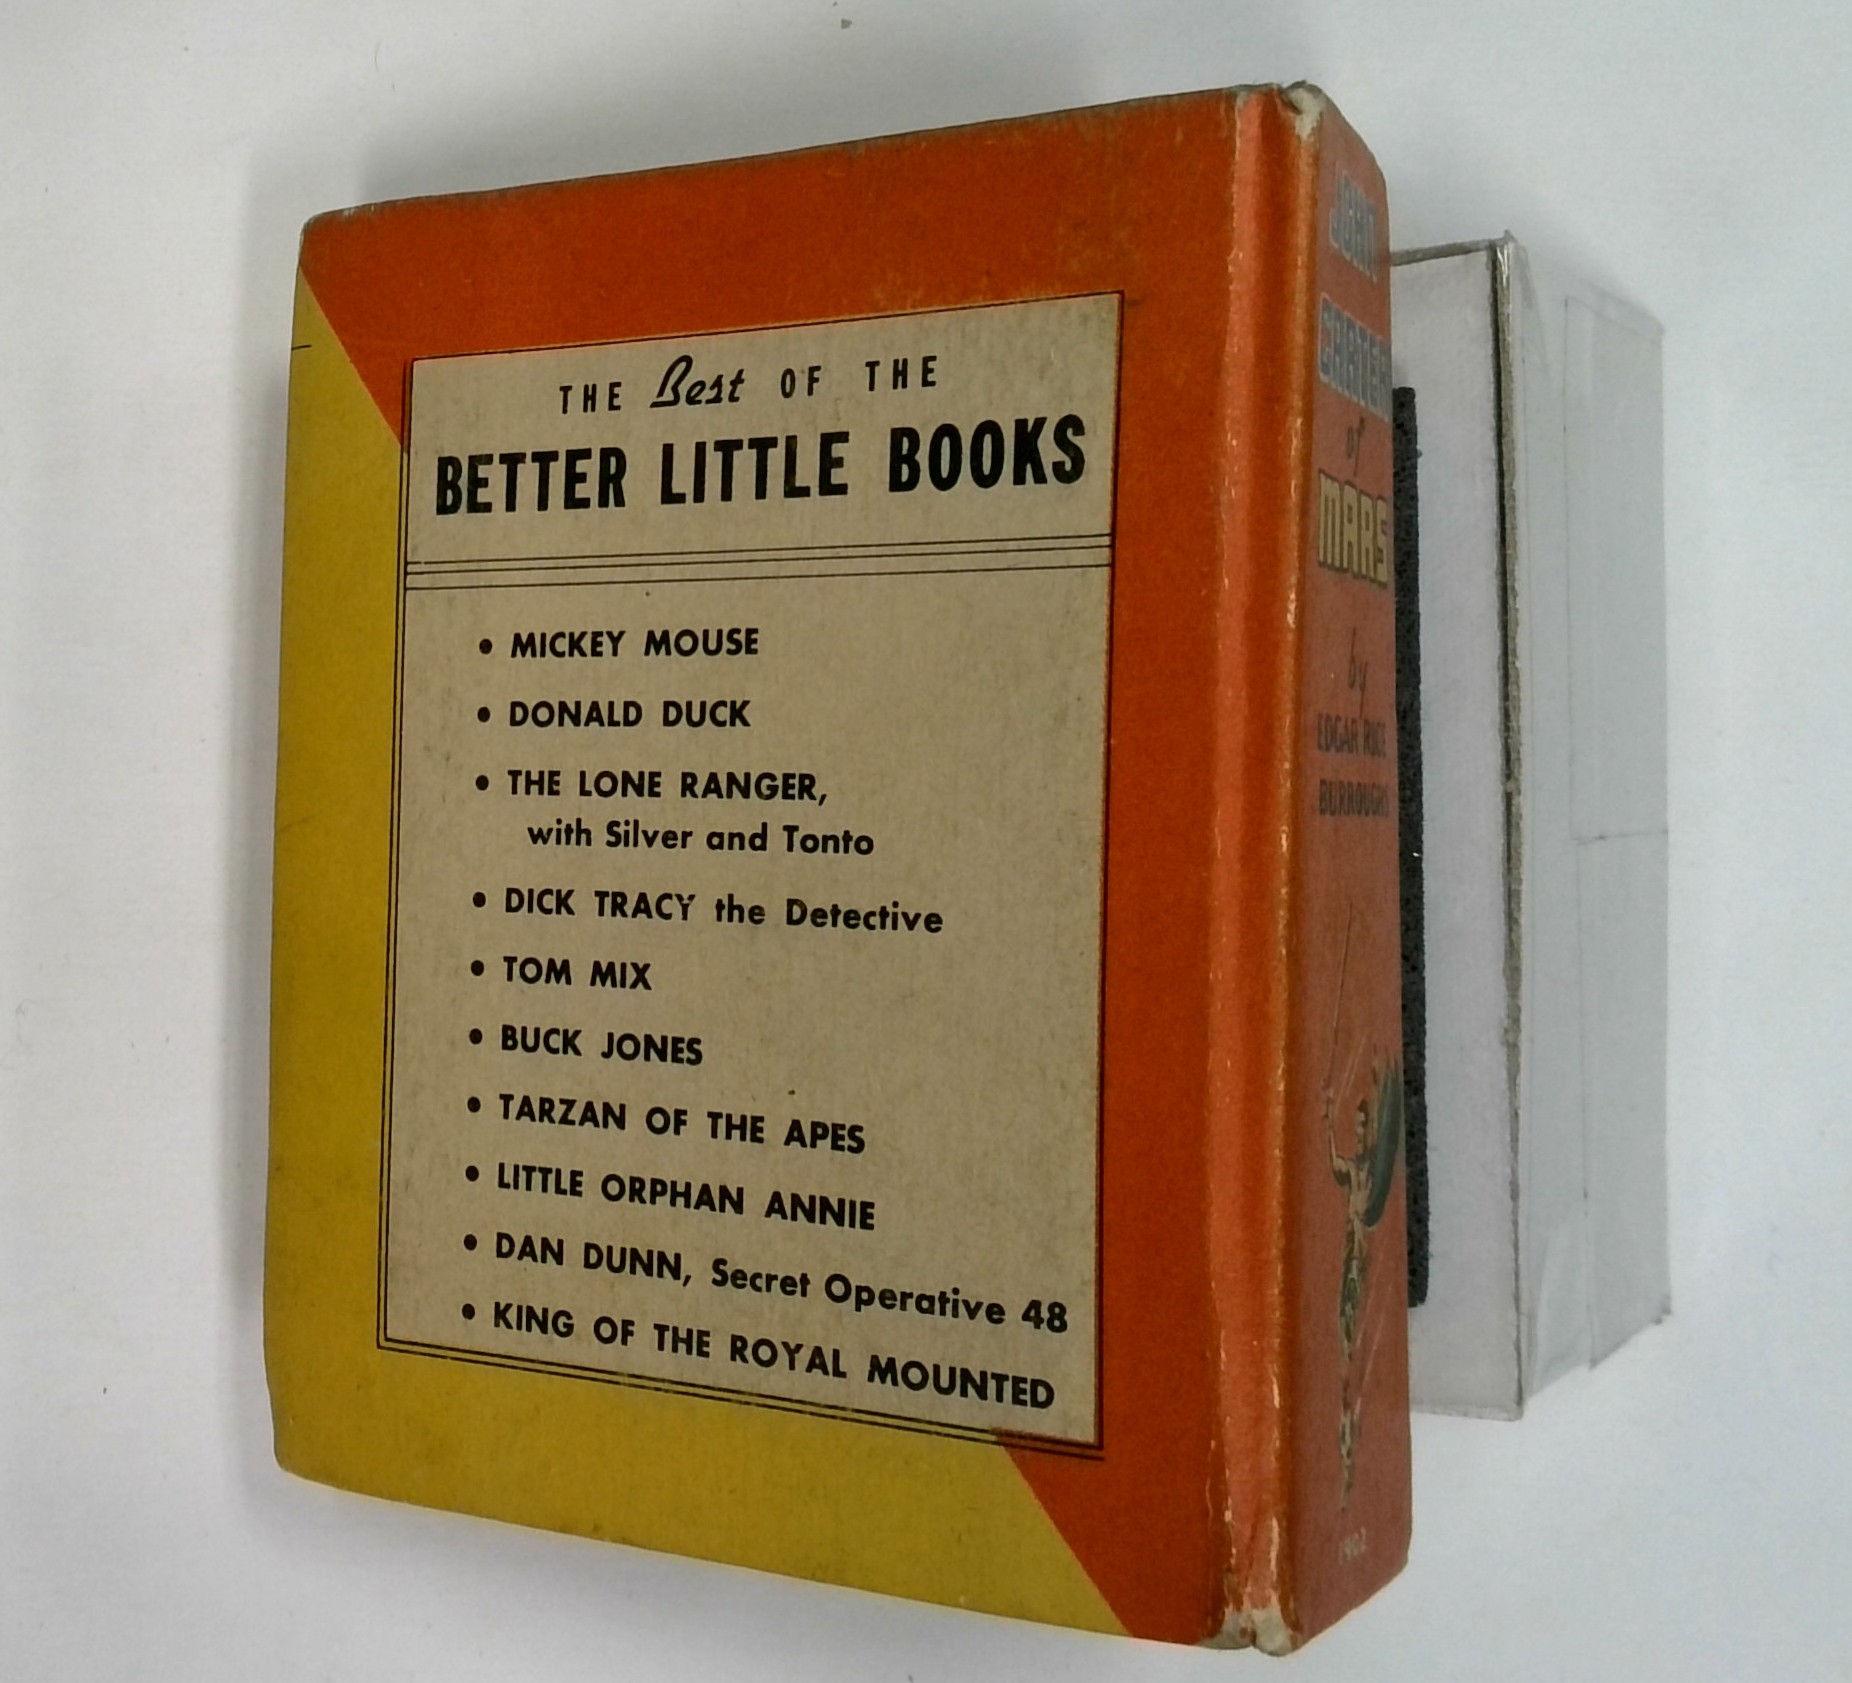 THE Best OF THE
BETTER LITTLE BOOKS
• MICKEY MOUSE
• DONALD DUCK
• THE LONE RANGER,
with Silver and Tonto
• DICK TRACY the Detective
• TOM MIX
• BUCK JONES
• TARZAN OF THE APES
• LITTLE ORPHAN ANNIE
• DAN DUNN, Secret Operative 48
• KING OF THE ROYAL MOUNTED
JOHN
CARTER
of
MARS
by
EDGAR RICE
BURROUGHS
1402